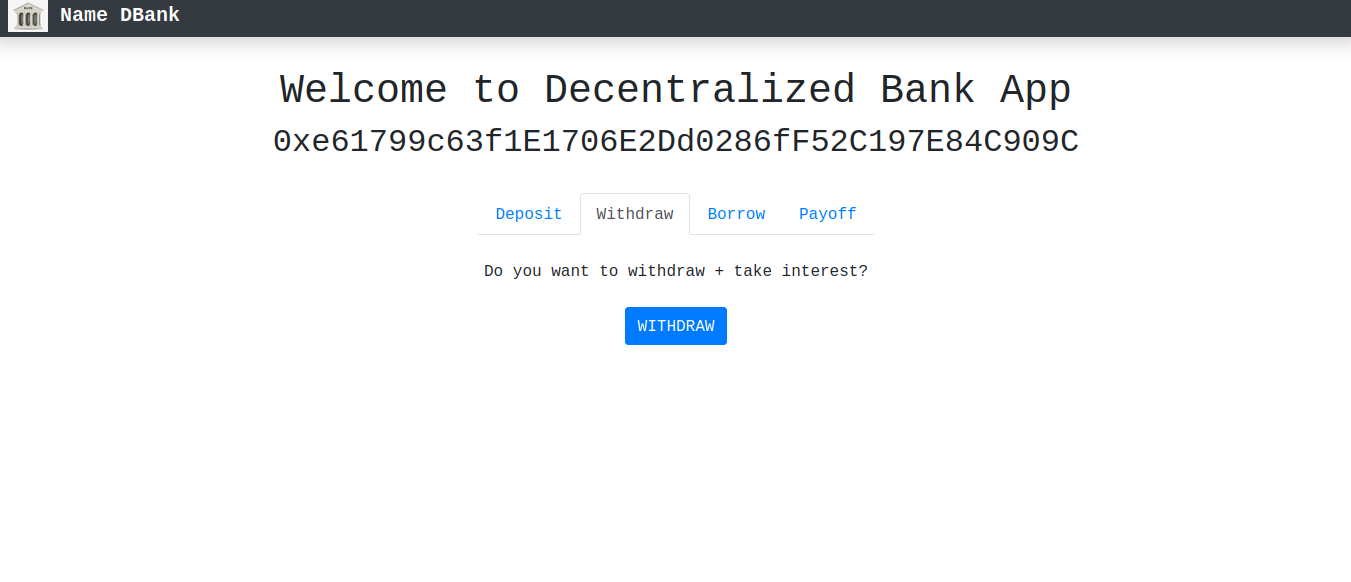 Name DBank
Welcome to Decentralized Bank App
0xe61799c63f1E1706E2Dd0286fF52C197E84C909C
Deposit Withdraw Borrow Payoff
Do you want to withdraw + take interest?
WITHDRAW